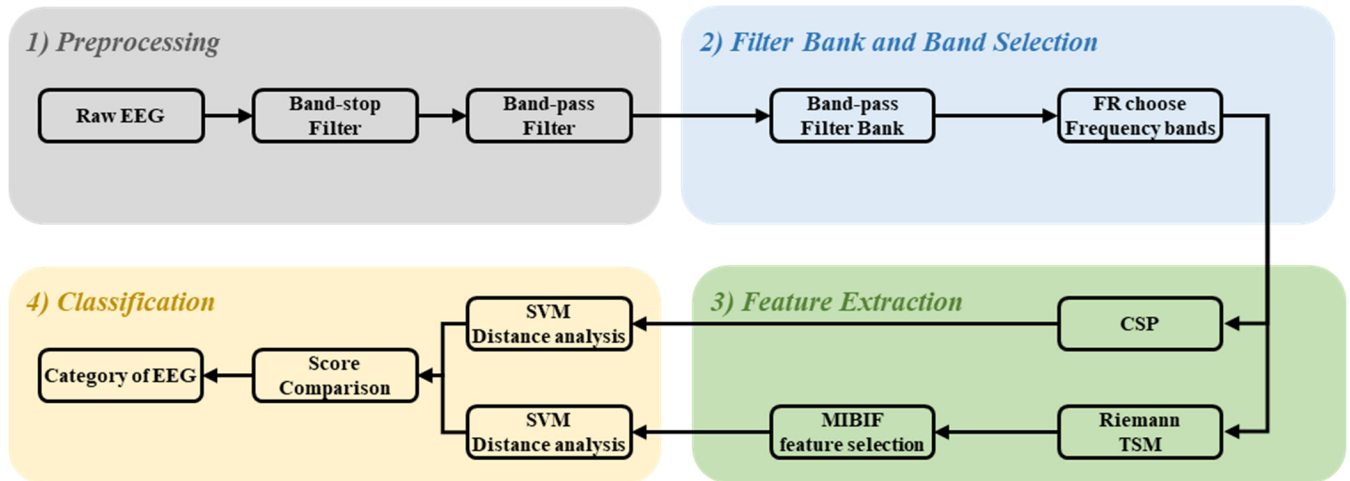 1) Preprocessing
Raw EEG
Band-stop
Filter
Band-pass
Filter
2) Filter Bank and Band Selection
Band-pass
Filter Bank
FR choose
Frequency bands
3) Feature Extraction
CSP
Riemann
TSM
MIBIF
feature selection
4) Classification
SVM
Distance analysis
SVM
Distance analysis
Score
Comparison
Category of EEG